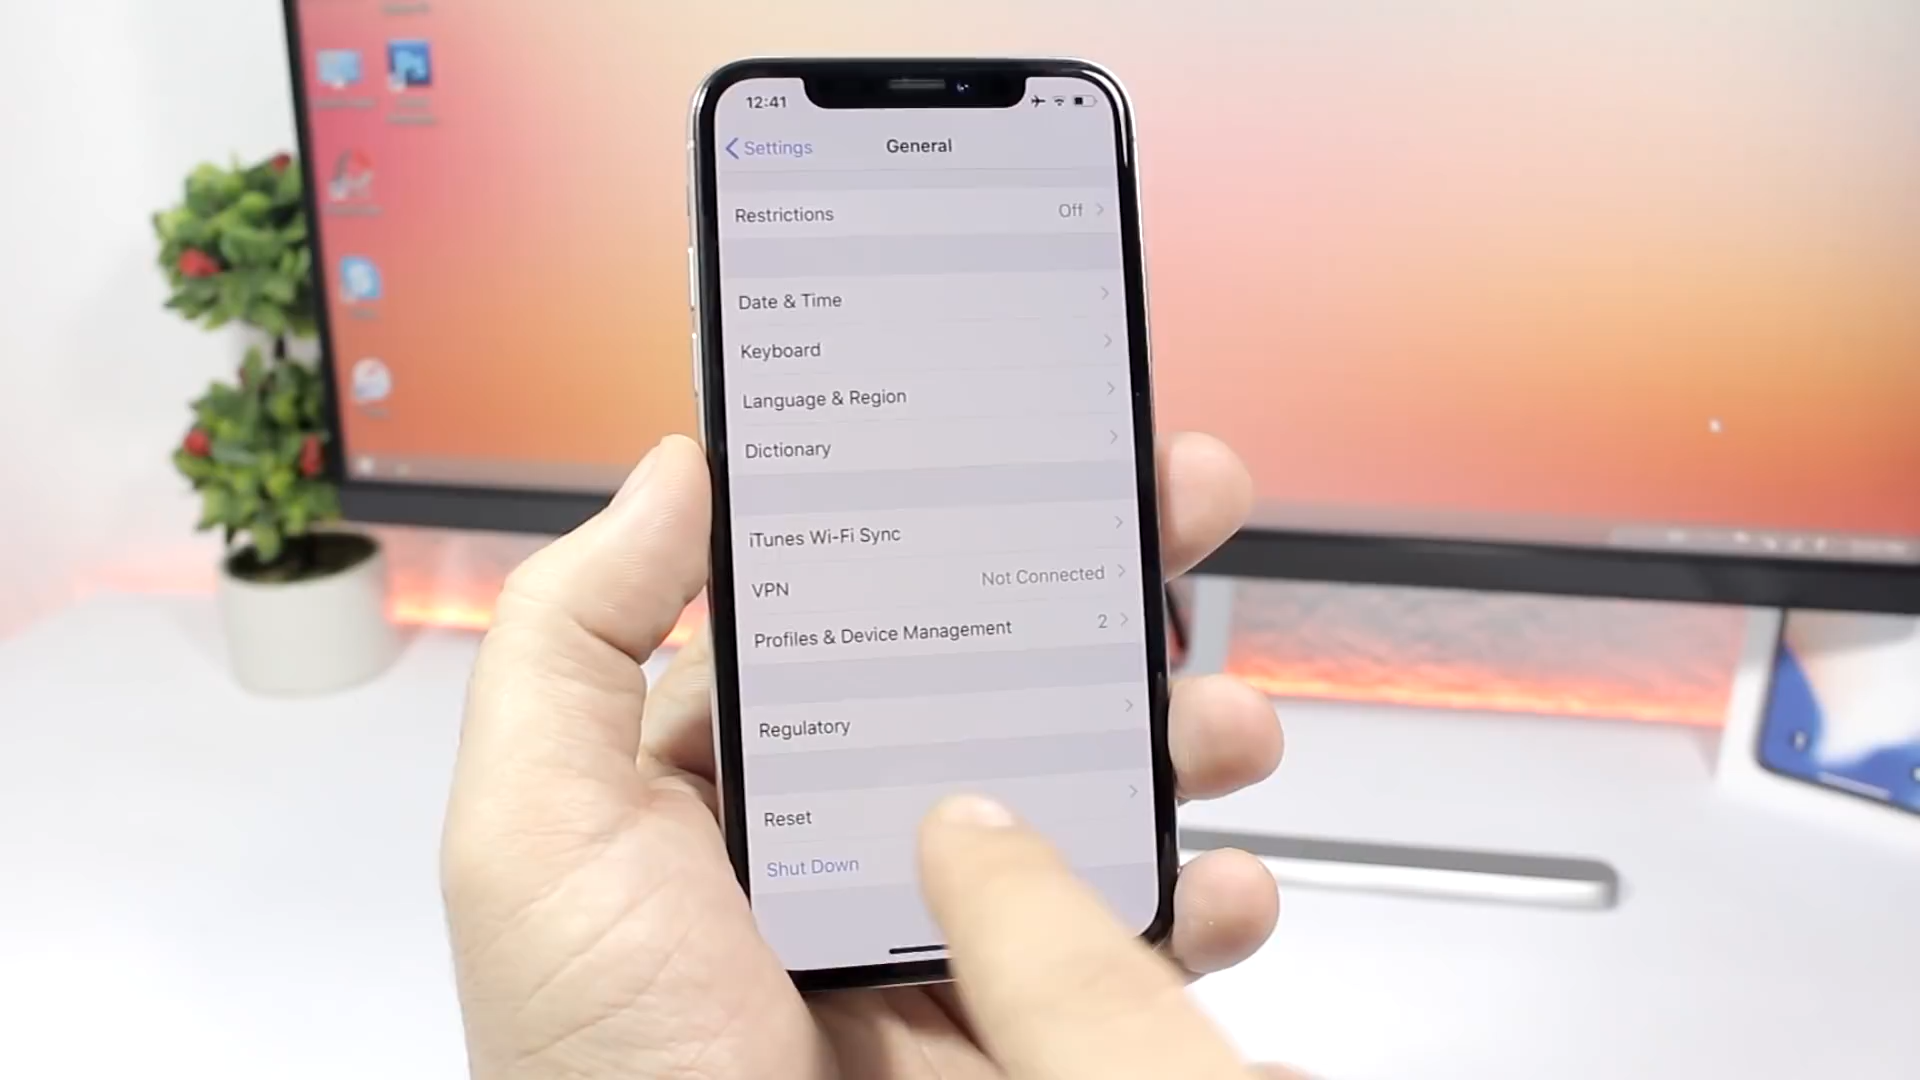 12:41
Settings
General
Restrictions Off
Date & Time
Keyboard
Language & Region
Dictionary
iTunes Wi-Fi Sync
VPN Not Connected
Profiles & Device Management 2
Regulatory
Reset
Shut Down
Ps